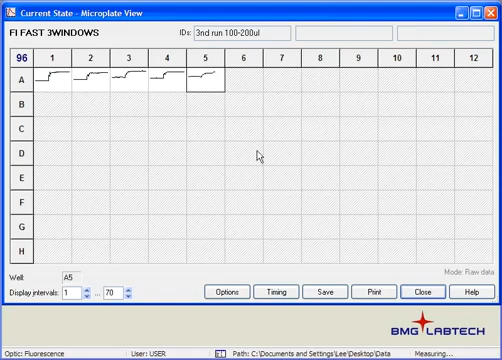 Current State - Microplate View
FI FAST 3WINDOWS
IDs: 3nd run 100-200ul
96 1 2 3 4 5 6 7 8 9 10 11 12
A
B
C
D
E
F
G
H
Mode: Raw data
Well: A5
Display intervals: 1 ... 70
Options Timing Save Print Close Help
BMG LABTECH
Optic: Fluorescence User: USER Path: C:\Documents and Settings\Lee\Desktop\Data Measuring...